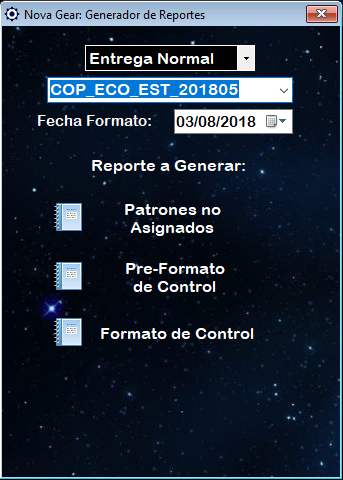 Nova Gear: Generador de Reportes
Entrega Normal
COP_ECO_EST_201805
Fecha Formato: 03/08/2018
Reporte a Generar:
Patrones no
Asignados
Pre-Formato
de Control
Formato de Control